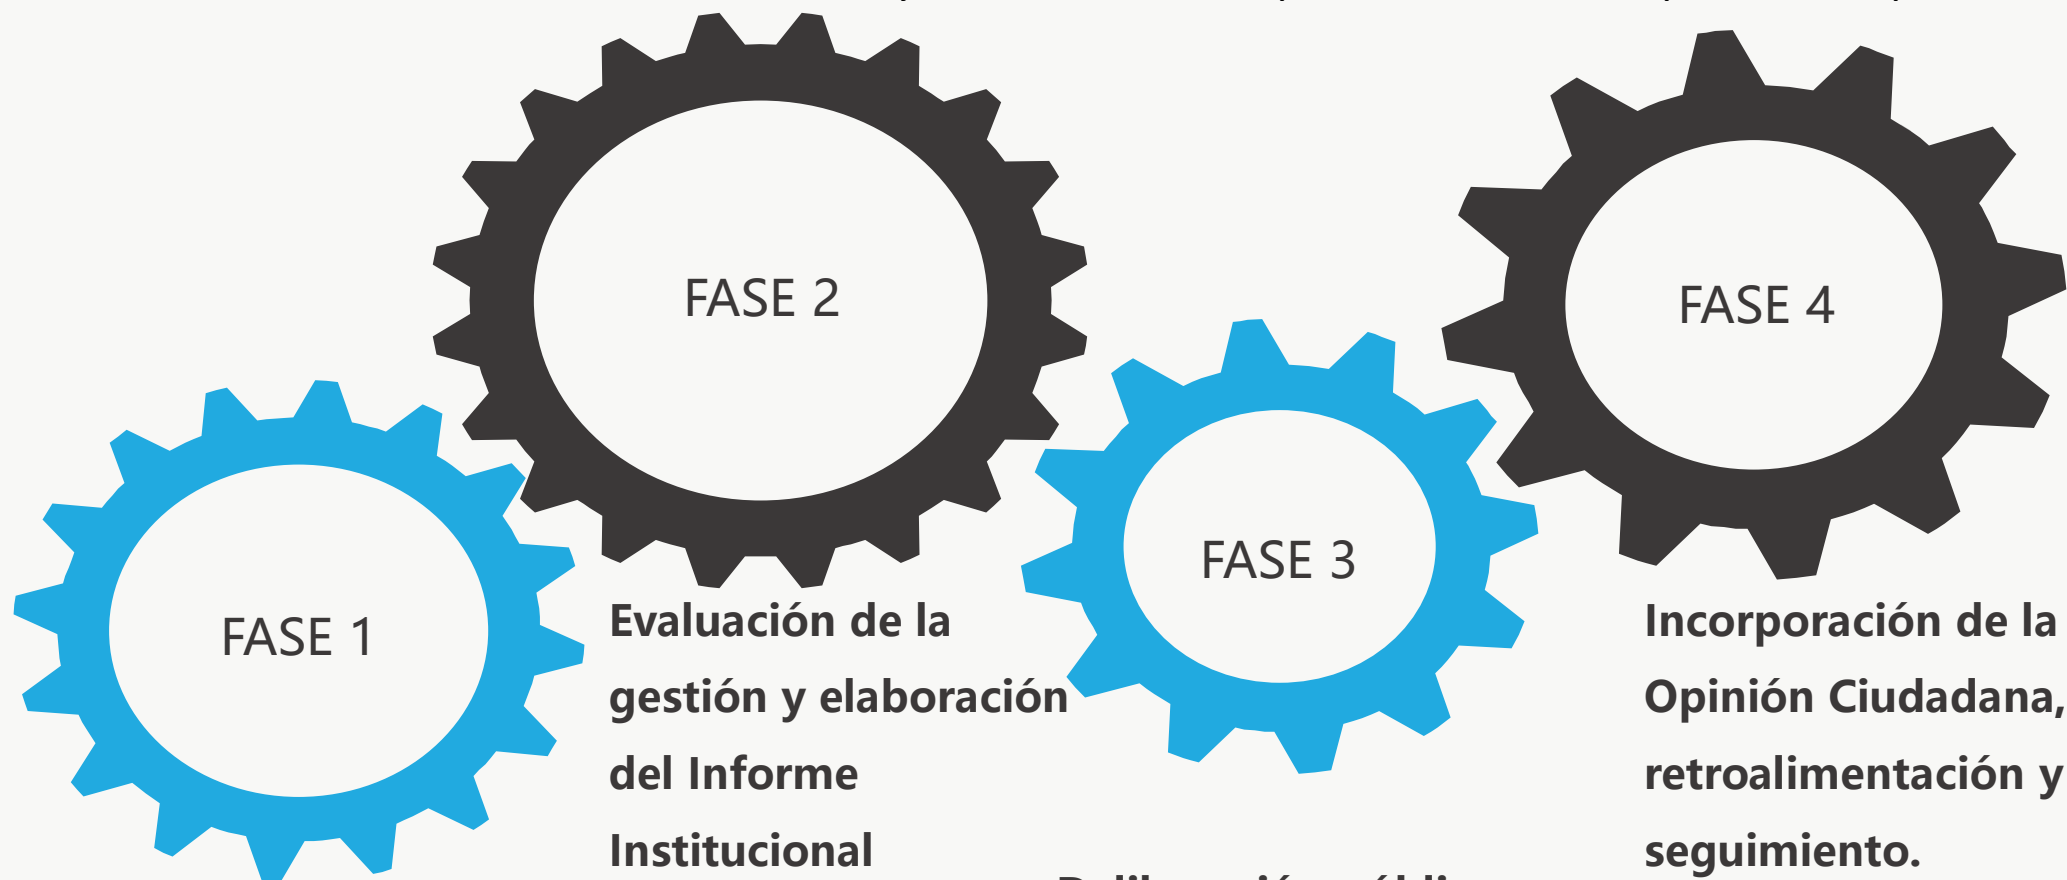 FASE 2
FASE 4
FASE 3
FASE 1
Evaluación de la
gestión y elaboración
del Informe
Institucional
Incorporación de la
Opinión Ciudadana,
retroalimentación y
seguimiento.